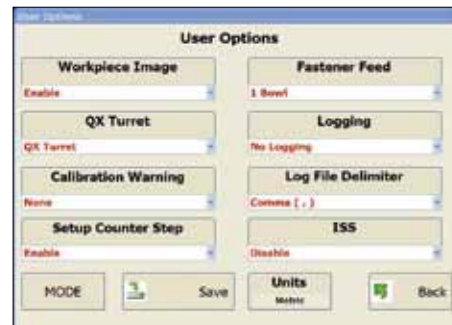 User Options
User Options
Workpiece Image
Fastener Feed
Enable
1 Bowl
QX Turret
Logging
QX Turret
No Logging
Calibration Warning
Log File Delimiter
None
Comma ( , )
Setup Counter Step
ISS
Enable
Disable
MODE
Save
Units
Metric
Back